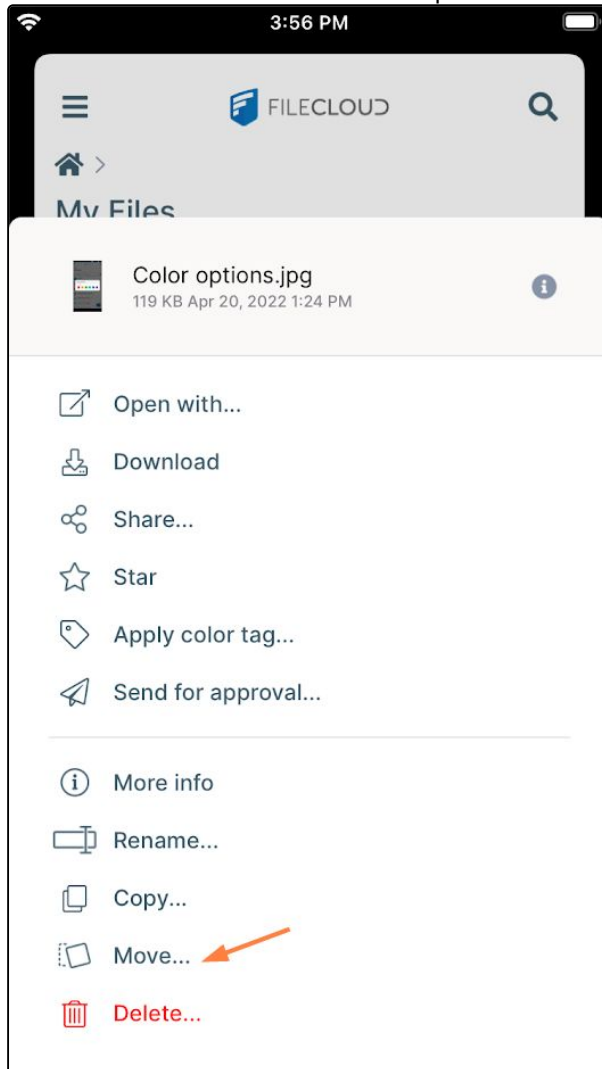 3:56 PM
FILECLOUD
>
My Files
Color options.jpg
119 KB Apr 20, 2022 1:24 PM
Open with...
Download
Share...
Star
Apply color tag...
Send for approval...
More info
Rename...
Copy...
Move...
Delete...